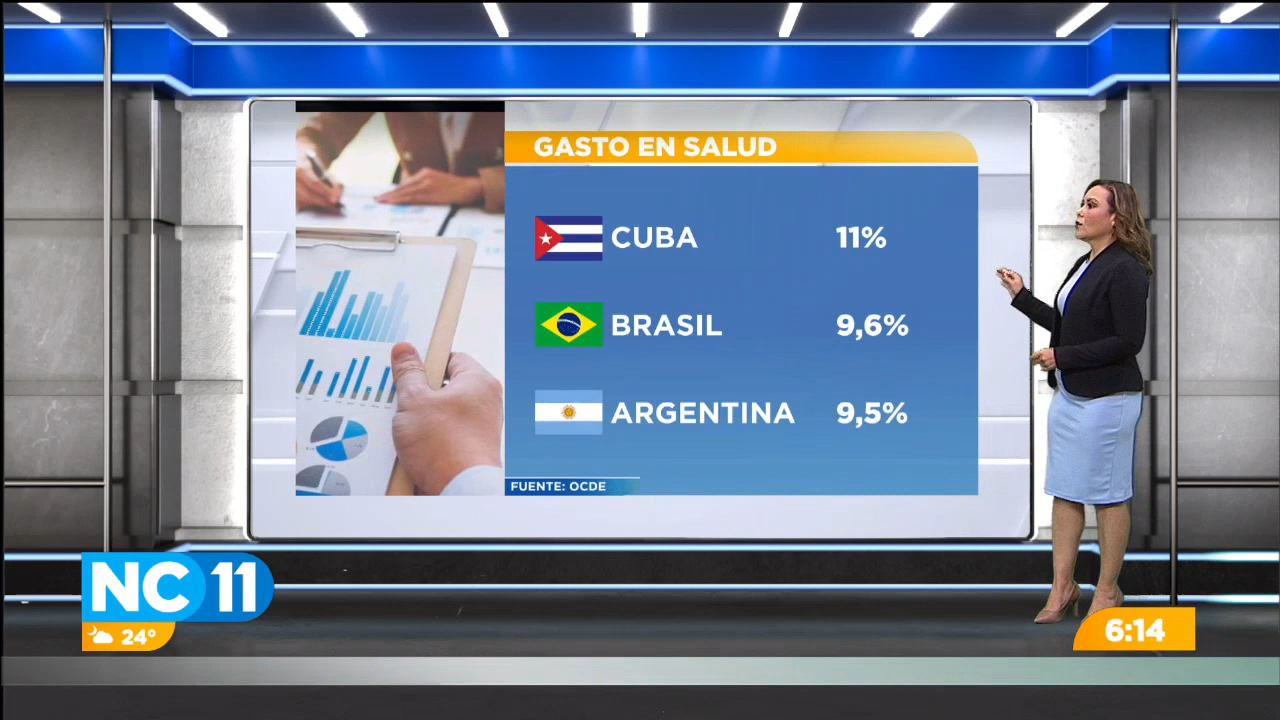 GASTO EN SALUD
CUBA 11%
BRASIL 9,6%
ARGENTINA 9,5%
FUENTE: OCDE
NC 11
24°
6:14